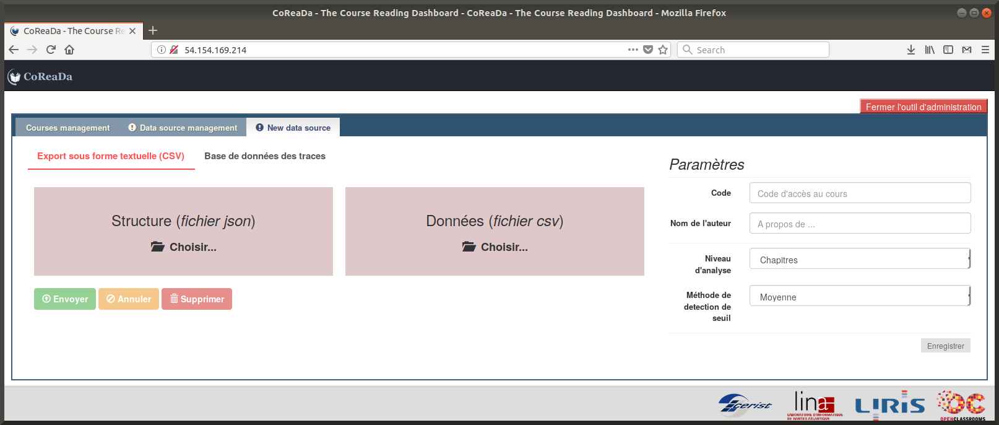 CoReaDa - The Course Reading Dashboard - CoReaDa - The Course Reading Dashboard - Mozilla Firefox
CoReaDa - The Course Re
54.154.169.214
Search
CoReaDa
Fermer l'outil d'administration
Courses management
Data source management
New data source
Export sous forme textuelle (CSV)
Base de données des traces
Structure (fichier json)
Choisir...
Données (fichier csv)
Choisir...
Envoyer
Annuler
Supprimer
Paramètres
Code
Code d'accès au cours
Nom de l'auteur
A propos de ...
Niveau
d'analyse
Chapitres
Méthode de
detection de
seuil
Moyenne
Enregistrer
cerist
lina
LABORATOIRE D'INFORMATIQUE
DE NANTES ATLANTIQUE
LIRIS
OC
OPENCLASSROOMS